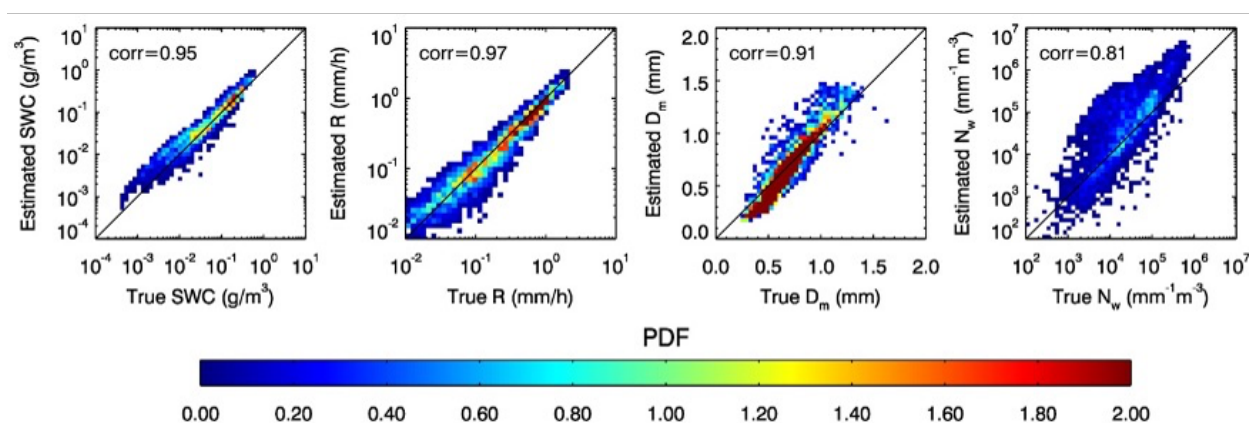 corr=0.95
Estimated SWC (g/m³)
10¹
10⁰
10⁻¹
10⁻²
10⁻³
10⁻⁴
10⁻⁴ 10⁻³ 10⁻² 10⁻¹ 10⁰ 10¹
True SWC (g/m³)
corr=0.97
Estimated R (mm/h)
10¹
10⁰
10⁻¹
10⁻²
10⁻² 10⁻¹ 10⁰ 10¹
True R (mm/h)
corr=0.91
Estimated Dₘ (mm)
2.0
1.5
1.0
0.5
0.0
0.0 0.5 1.0 1.5 2.0
True Dₘ (mm)
corr=0.81
Estimated N_w (mm⁻¹m⁻³)
10⁷
10⁶
10⁵
10⁴
10³
10²
10² 10³ 10⁴ 10⁵ 10⁶ 10⁷
True N_w (mm⁻¹m⁻³)
PDF
0.00 0.20 0.40 0.60 0.80 1.00 1.20 1.40 1.60 1.80 2.00